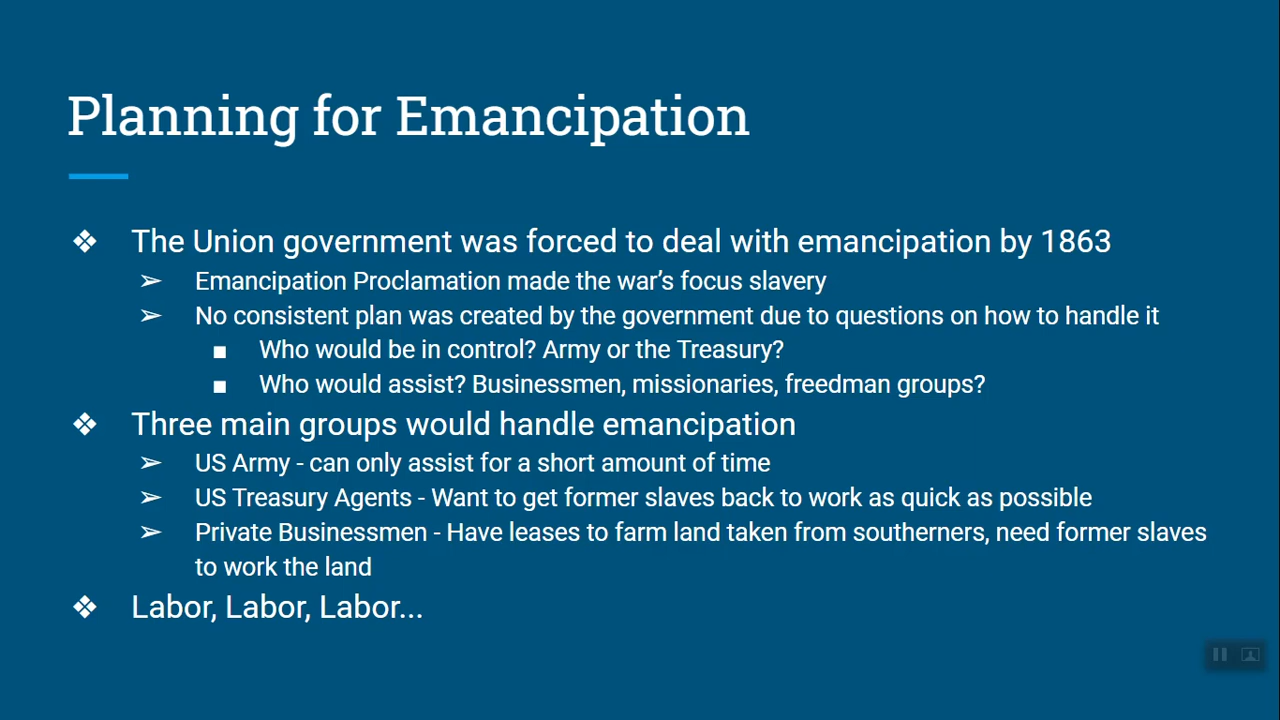 Planning for Emancipation
❖ The Union government was forced to deal with emancipation by 1863
➢ Emancipation Proclamation made the war's focus slavery
➢ No consistent plan was created by the government due to questions on how to handle it
■ Who would be in control? Army or the Treasury?
■ Who would assist? Businessmen, missionaries, freedman groups?
❖ Three main groups would handle emancipation
➢ US Army - can only assist for a short amount of time
➢ US Treasury Agents - Want to get former slaves back to work as quick as possible
➢ Private Businessmen - Have leases to farm land taken from southerners, need former slaves
to work the land
❖ Labor, Labor, Labor...